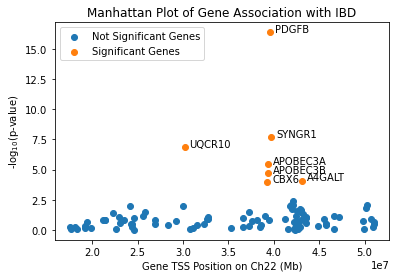 Manhattan Plot of Gene Association with IBD
Not Significant Genes
Significant Genes
PDGFB
SYNGR1
UQCR10
APOBEC3A
APOBEC3B
CBX6
A4GALT
-log10(p-value)
15.0
12.5
10.0
7.5
5.0
2.5
0.0
2.0
2.5
3.0
3.5
4.0
4.5
5.0
1e7
Gene TSS Position on Ch22 (Mb)